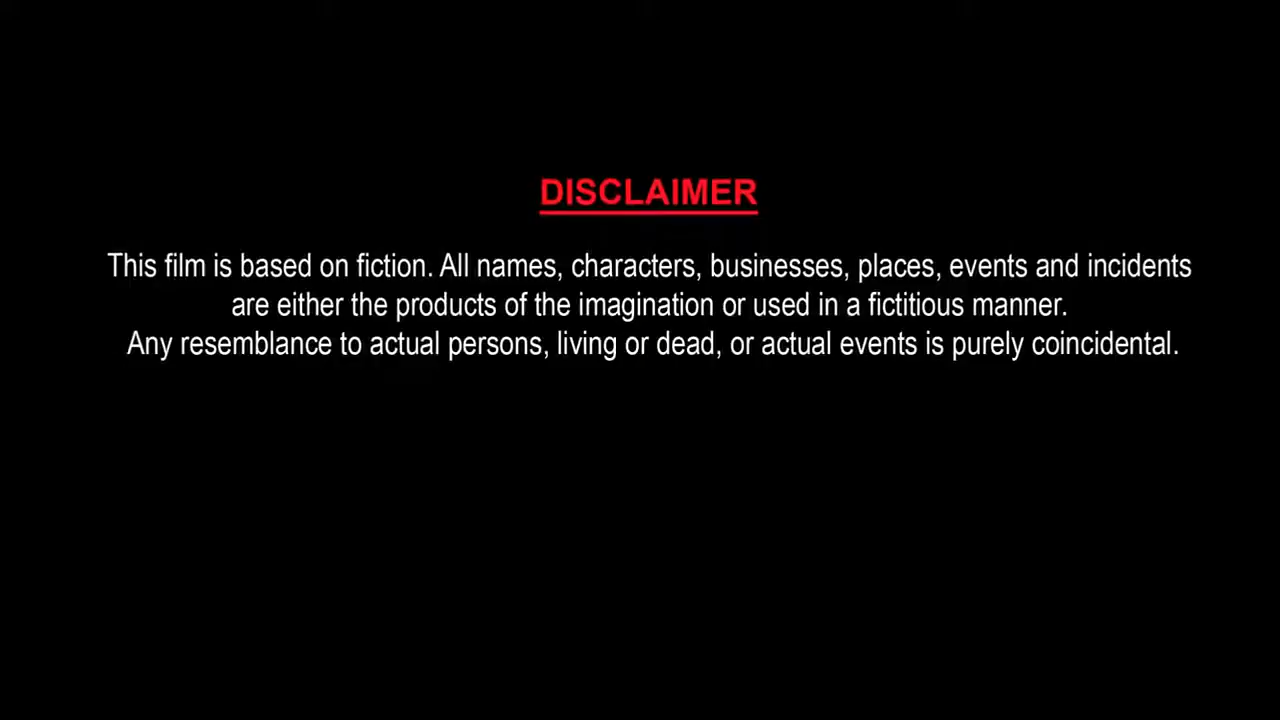 DISCLAIMER
This film is based on fiction. All names, characters, businesses, places, events and incidents
are either the products of the imagination or used in a fictitious manner.
Any resemblance to actual persons, living or dead, or actual events is purely coincidental.